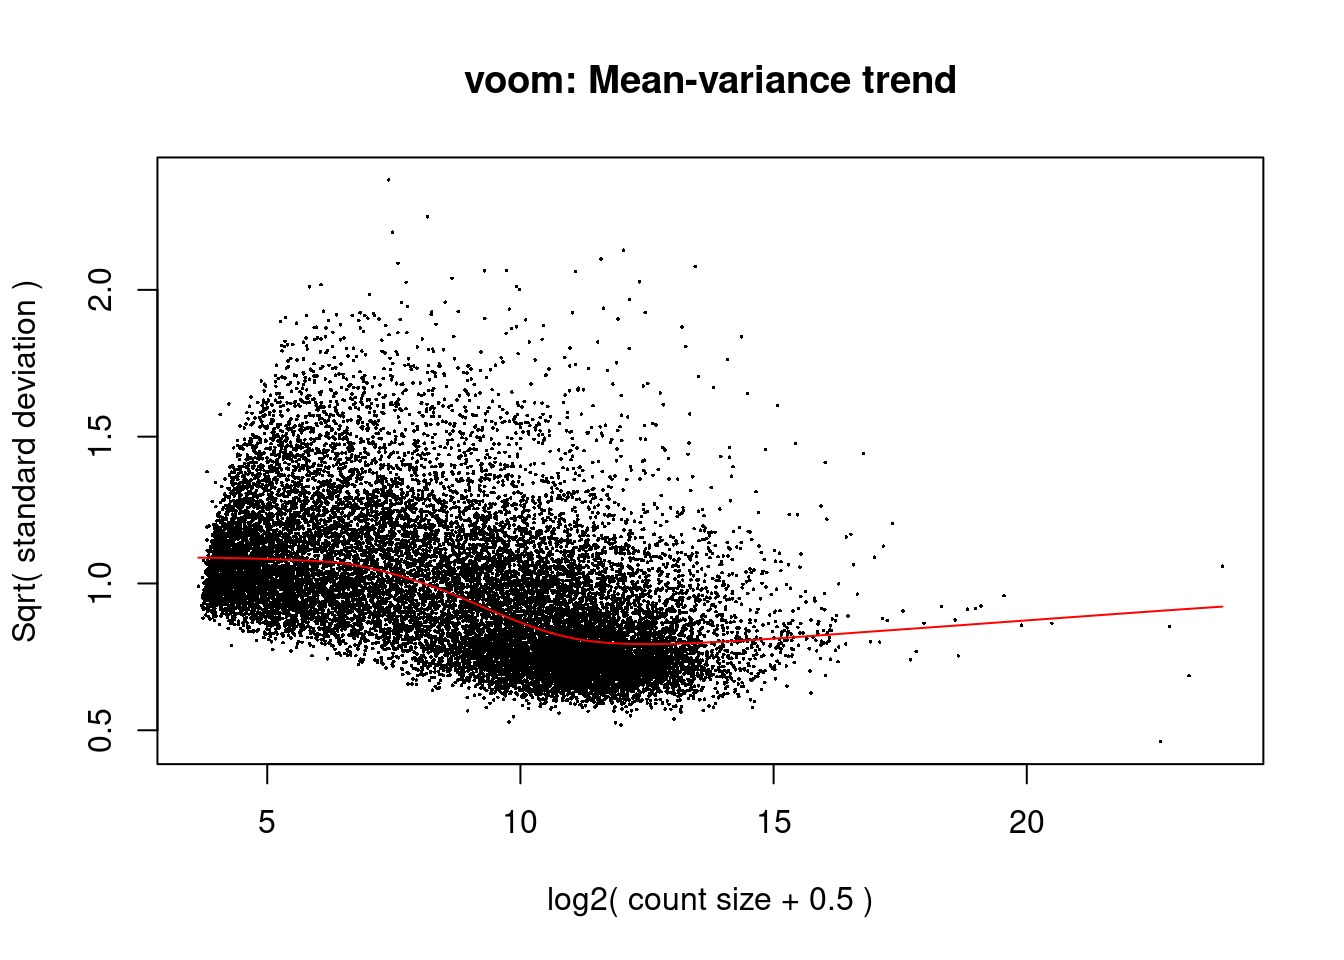 voom: Mean-variance trend
Sqrt( standard deviation )
2.0
1.5
1.0
0.5
5 10 15 20
log2( count size + 0.5 )